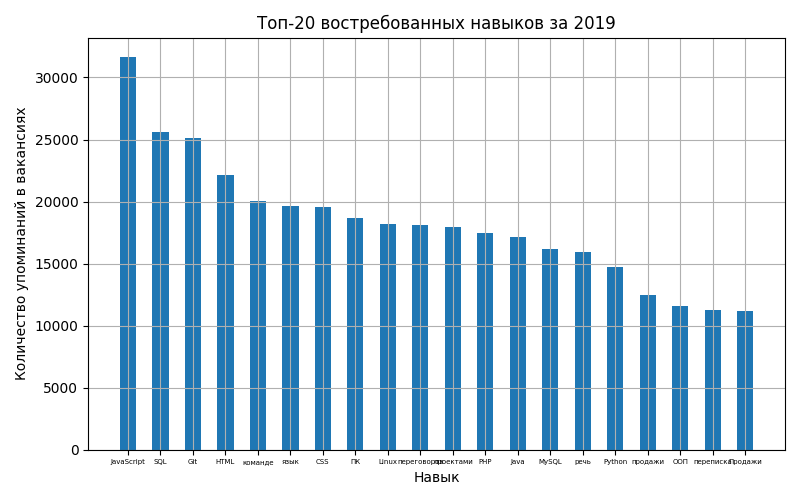 Топ-20 востребованных навыков за 2019
Количество упоминаний в вакансиях
30000
25000
20000
15000
10000
5000
0
JavaScript SQL Git HTML команде язык CSS ПК Linux переговоров проектами PHP Java MySQL речь Python продажи ООП переписка Продажи
Навык